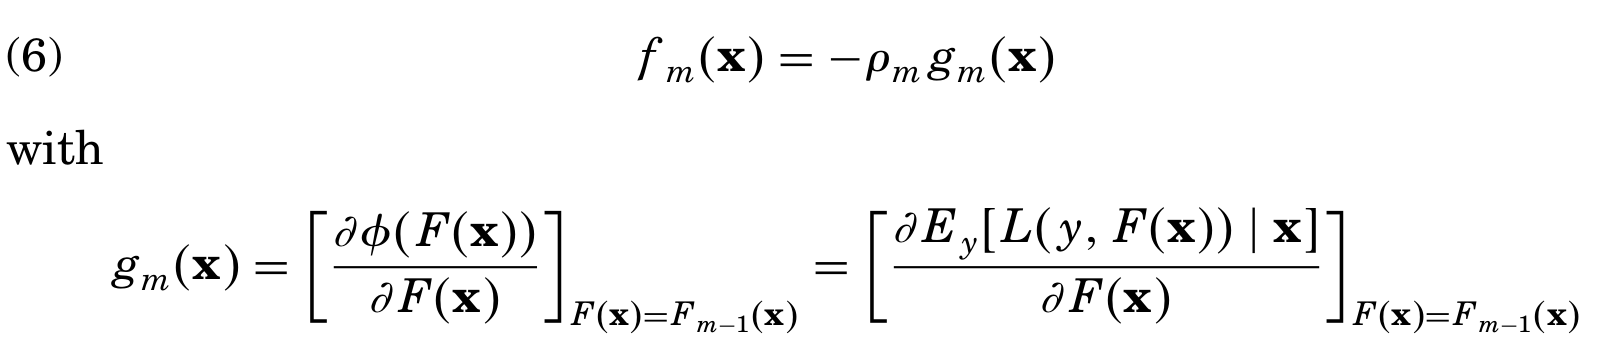 (6) f_m(𝐱) = −ρ_m g_m(𝐱)
with
g_m(𝐱) = [∂ϕ(F(𝐱)) / ∂F(𝐱)]_{F(𝐱)=F_{m−1}(𝐱)} = [∂E_y[L(y, F(𝐱)) | 𝐱] / ∂F(𝐱)]_{F(𝐱)=F_{m−1}(𝐱)}